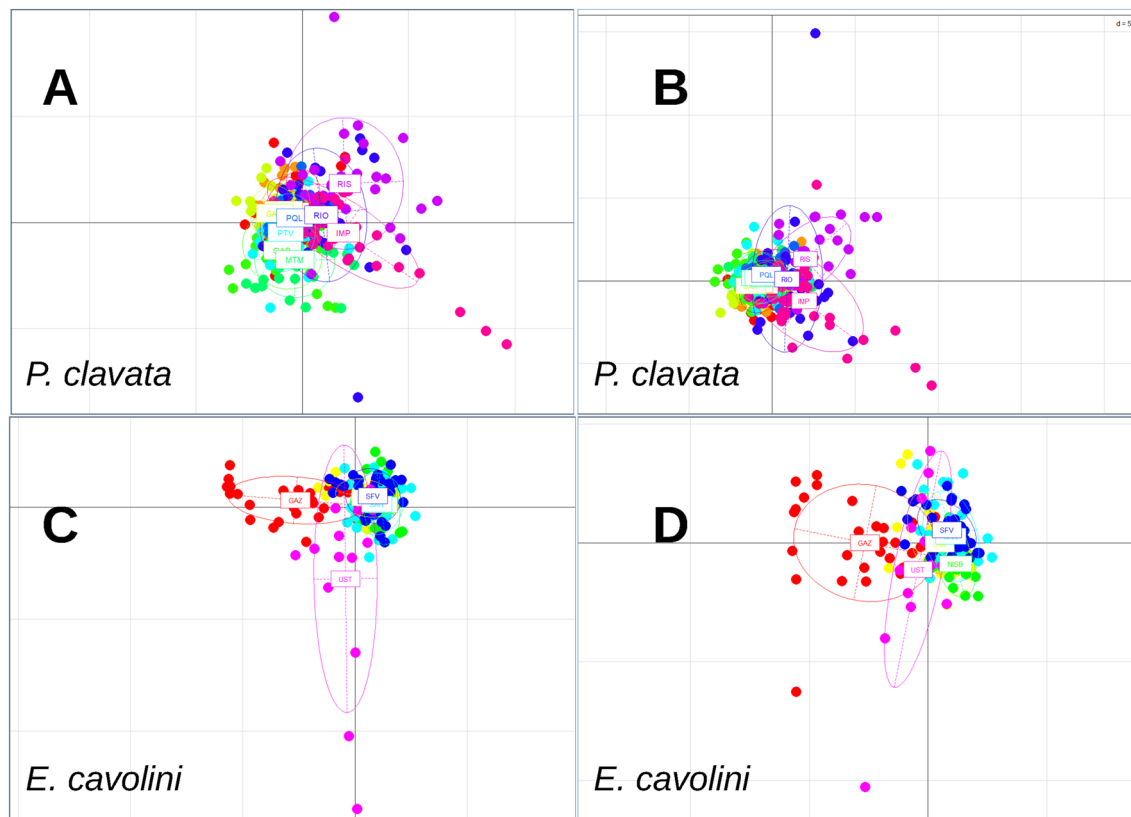 A
RIS
RIO
PQL
PTV
IMP
MTM
P. clavata
B
d = 5
RIS
PQL
RIO
IMP
P. clavata
C
SFV
GAZ
UST
E. cavolini
D
SFV
GAZ
NISB
UST
E. cavolini